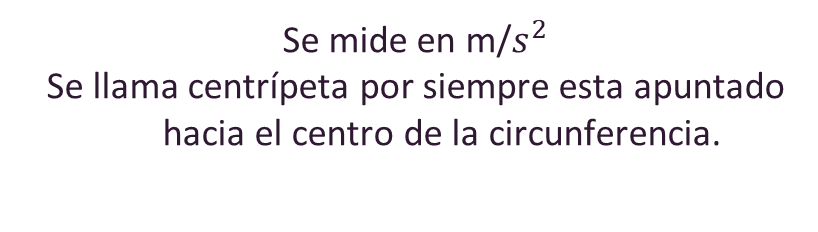 Se mide en m/s²
Se llama centrípeta por siempre esta apuntado
hacia el centro de la circunferencia.